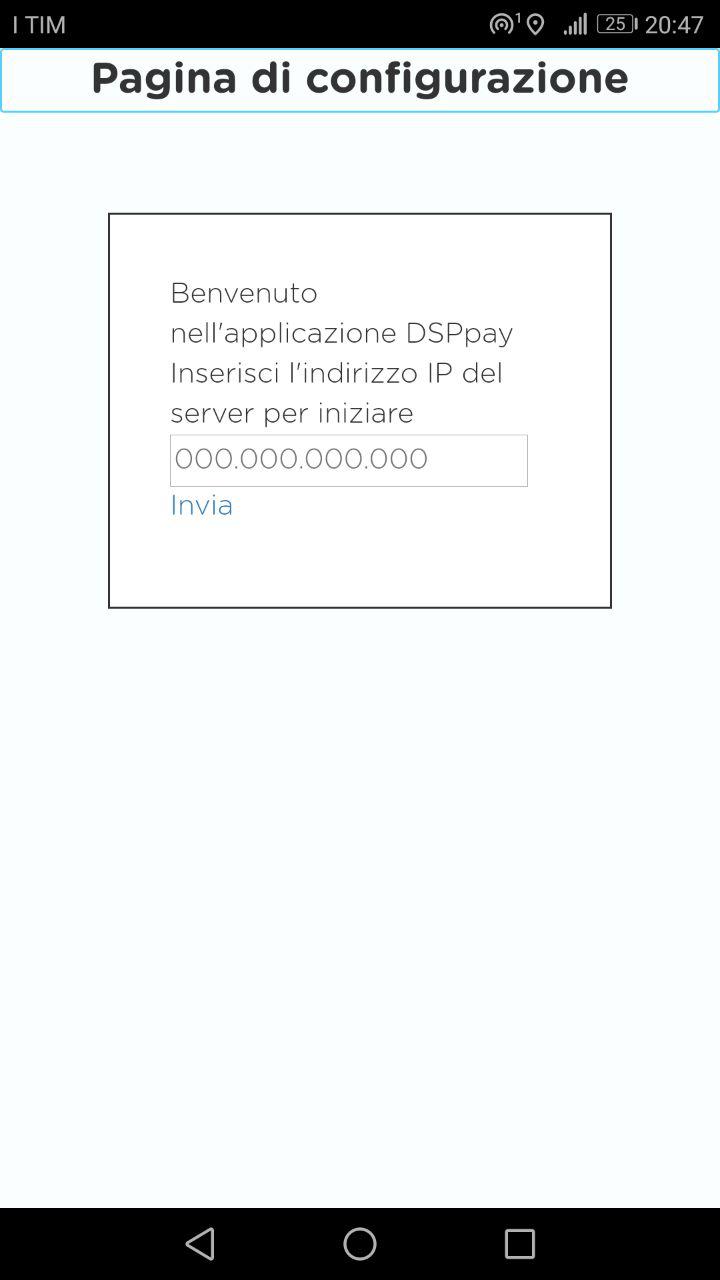 I TIM 1 25 20:47
Pagina di configurazione
Benvenuto
nell'applicazione DSPpay
Inserisci l'indirizzo IP del
server per iniziare
000.000.000.000
Invia